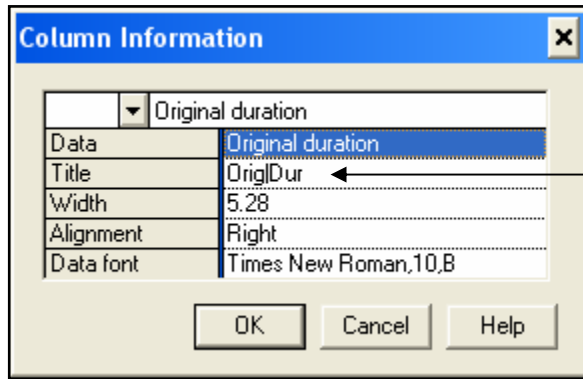 Column Information
Original duration
Data Original duration
Title Orig|Dur
Width 5.28
Alignment Right
Data font Times New Roman,10,B
OK Cancel Help